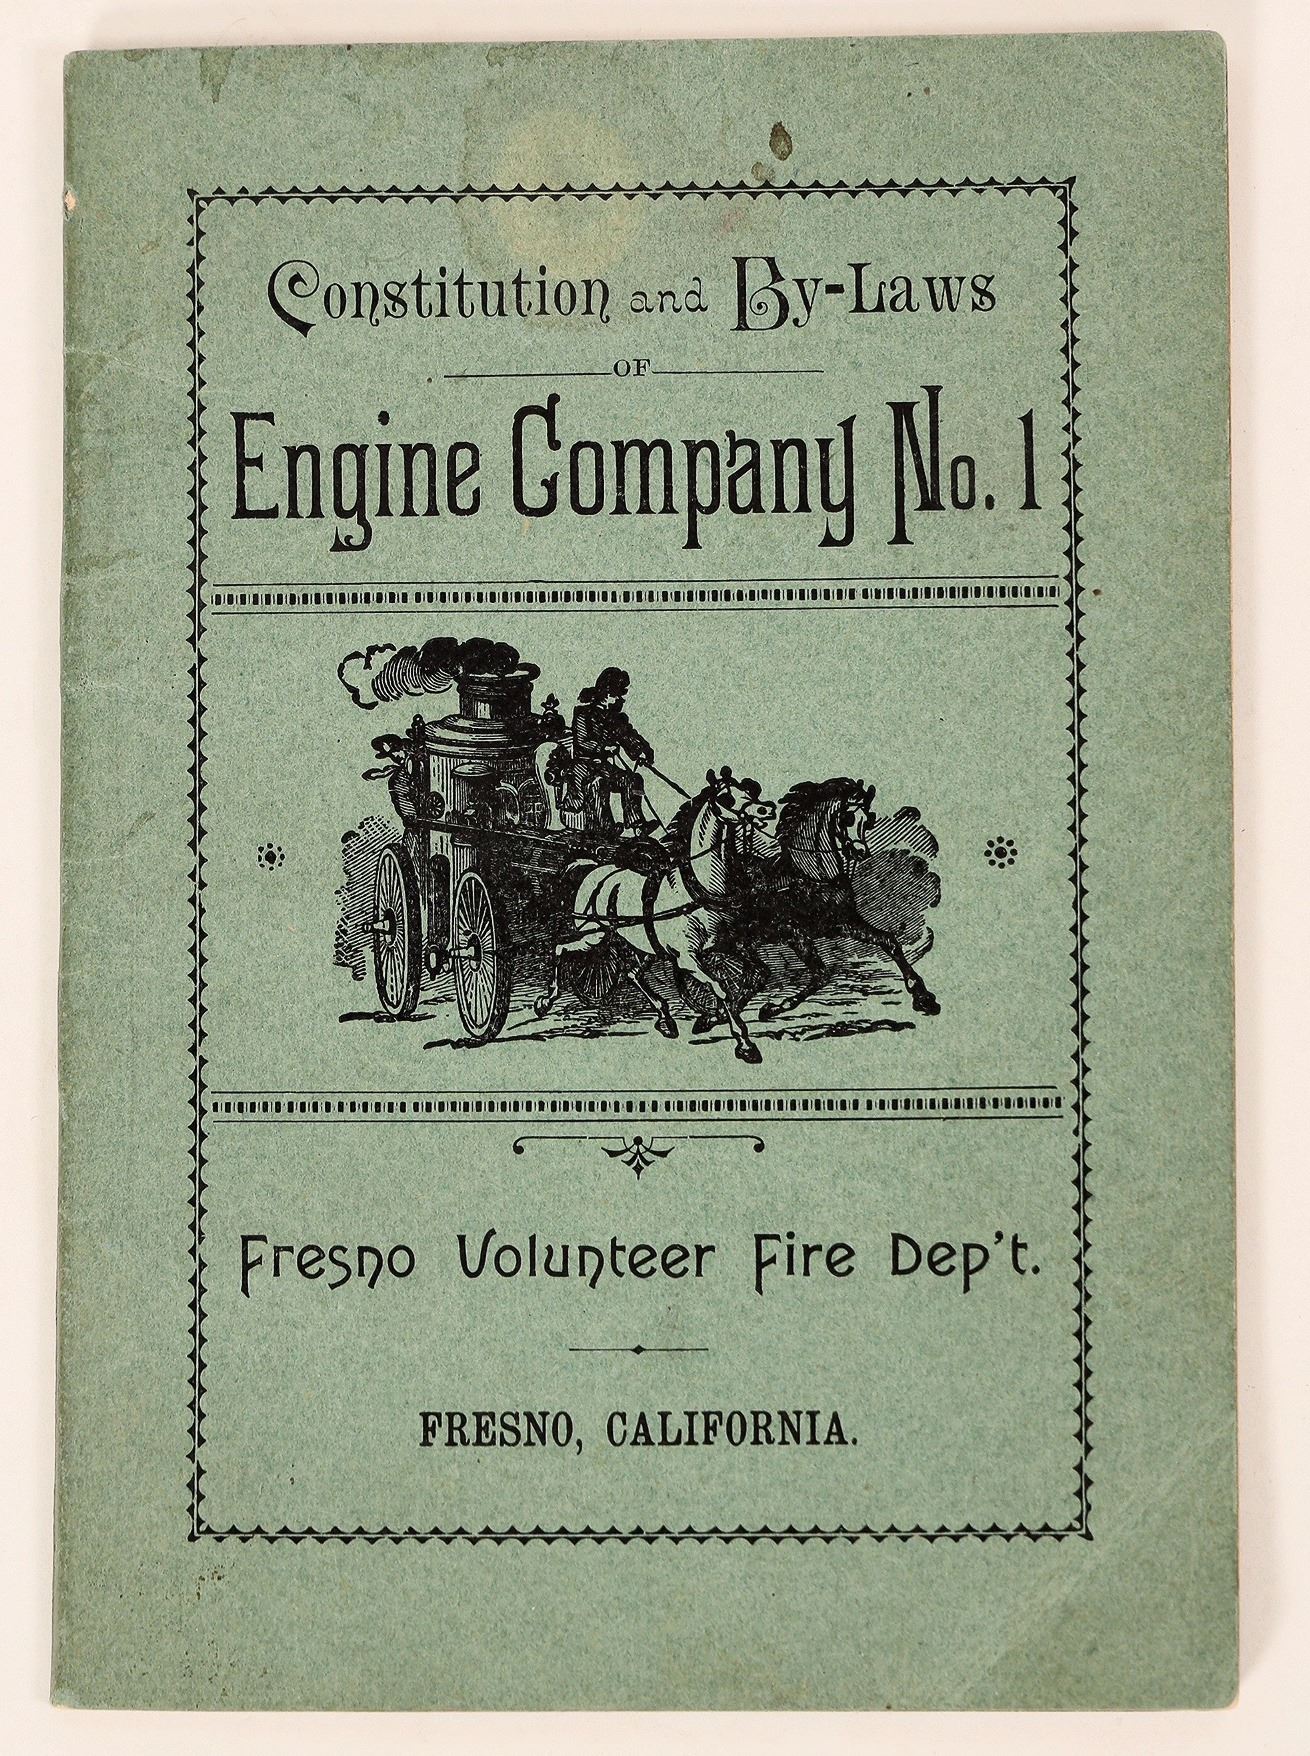 Constitution and By-Laws
OF
Engine Company No. 1
Fresno Volunteer Fire Dep't.
FRESNO, CALIFORNIA.